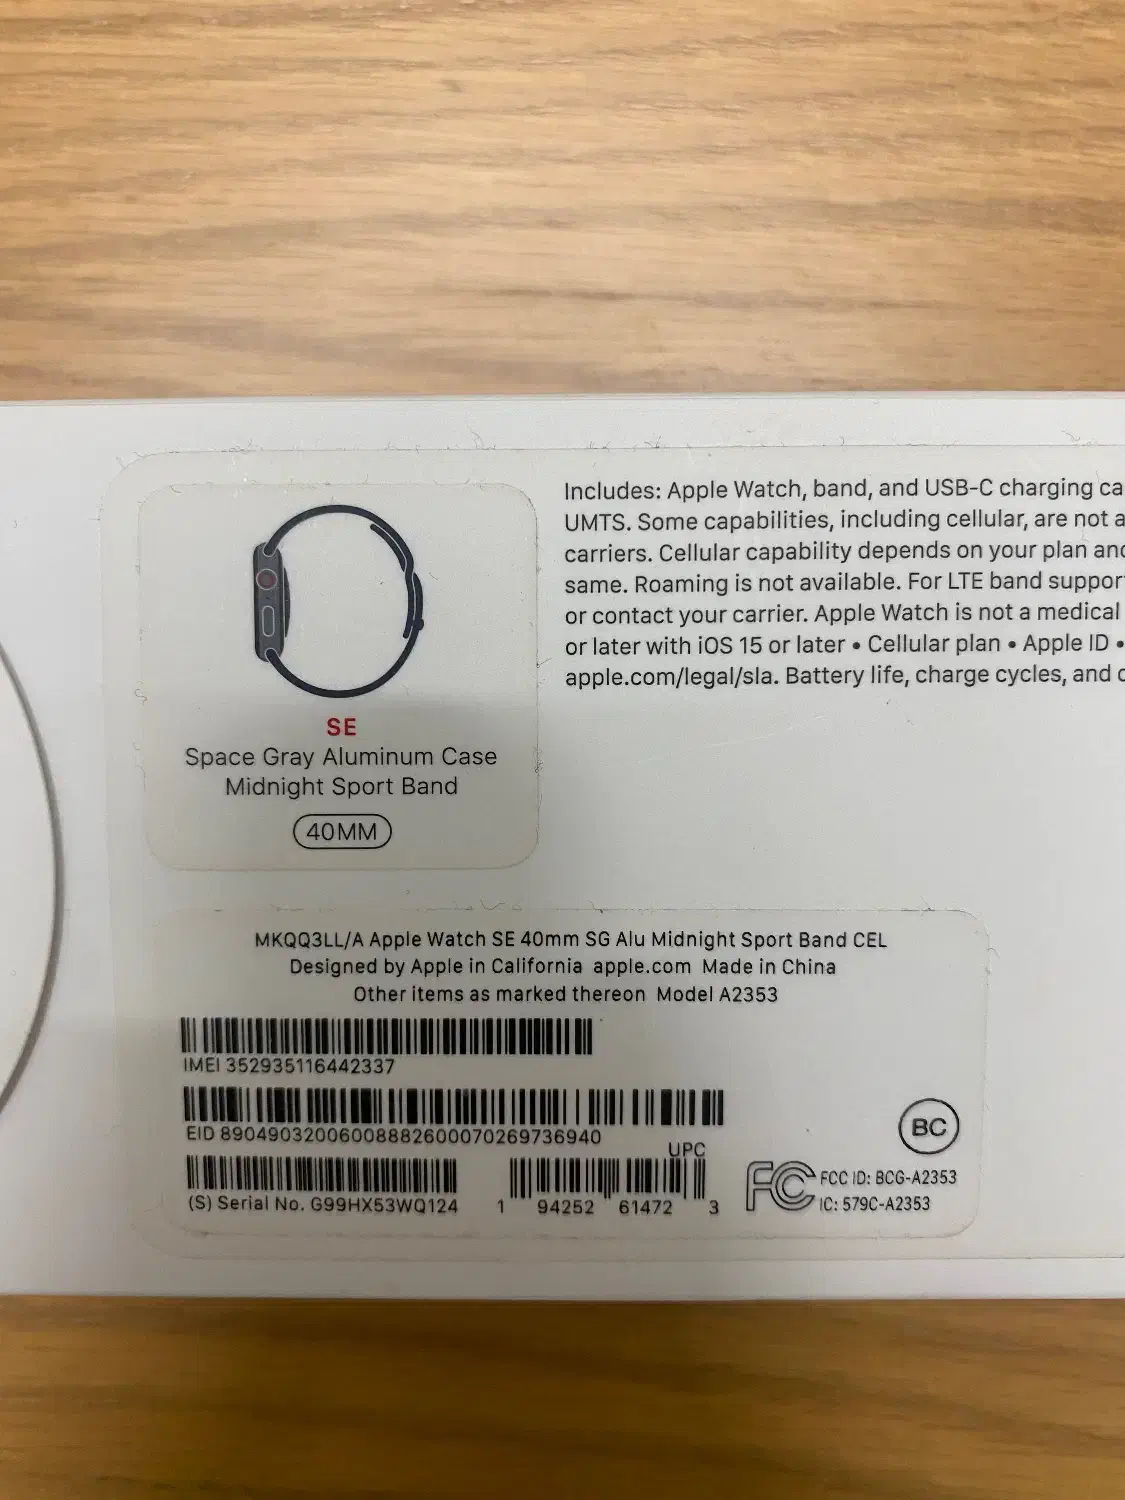 Includes: Apple Watch, band, and USB-C charging ca
UMTS. Some capabilities, including cellular, are not a
carriers. Cellular capability depends on your plan and
same. Roaming is not available. For LTE band suppor
or contact your carrier. Apple Watch is not a medical
or later with iOS 15 or later • Cellular plan • Apple ID •
apple.com/legal/sla. Battery life, charge cycles, and
SE
Space Gray Aluminum Case
Midnight Sport Band
40MM
MKQQ3LL/A Apple Watch SE 40mm SG Alu Midnight Sport Band CEL
Designed by Apple in California apple.com Made in China
Other items as marked thereon Model A2353
IMEI 352935116442337
EID 89049032006008882600070269736940
UPC
(S) Serial No. G99HX53WQ124
1 94252 61472 3
BC
FC
FCC ID: BCG-A2353
IC: 579C-A2353